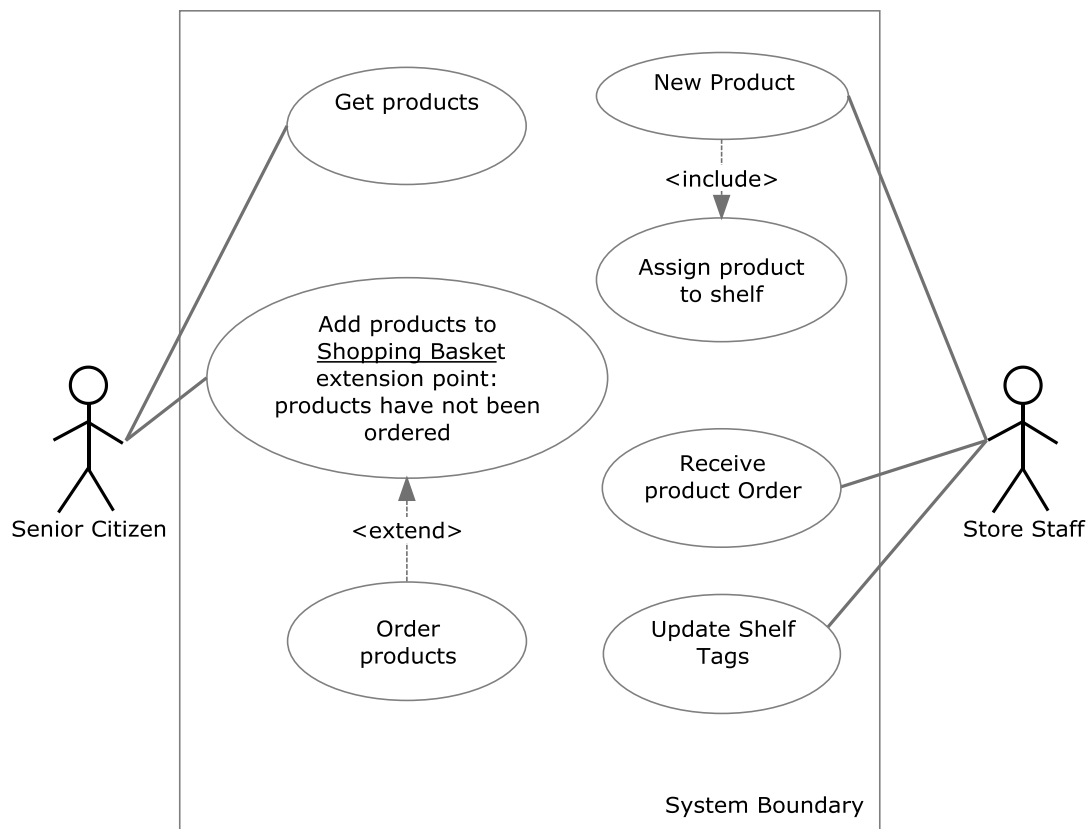 Get products
New Product
<include>
Assign product
to shelf
Add products to
Shopping Basket
extension point:
products have not been
ordered
Receive
product Order
<extend>
Senior Citizen
Store Staff
Order
products
Update Shelf
Tags
System Boundary